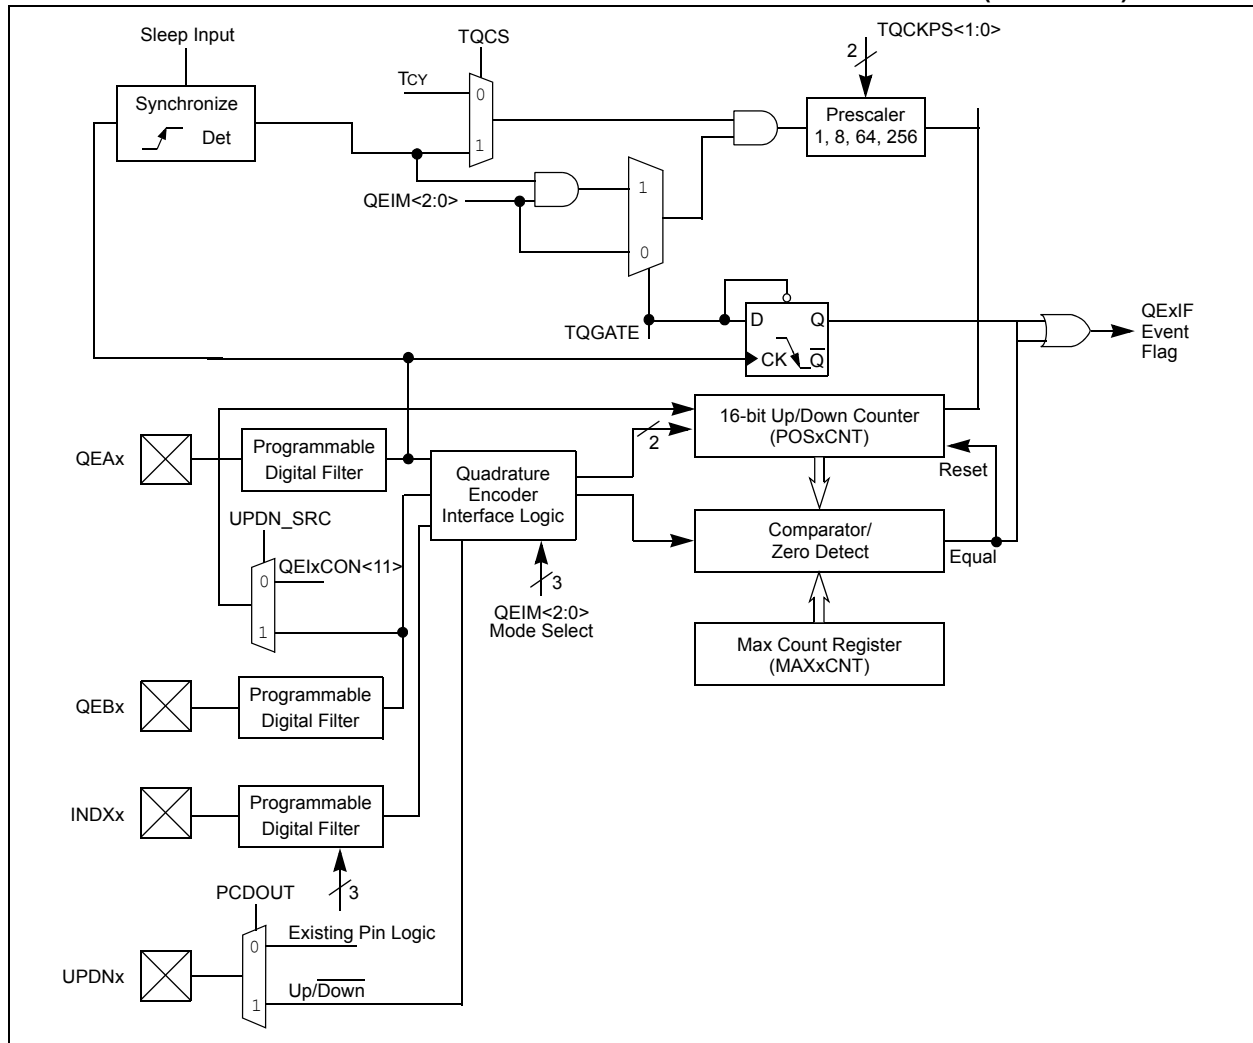 Sleep Input
TQCS
TQCKPS<1:0>
2
TCY
0
Synchronize
Det
1
Prescaler
1, 8, 64, 256
QEIM<2:0>
1
0
TQGATE
D Q
CK Q
QExIF
Event
Flag
16-bit Up/Down Counter
(POSxCNT)
2
QEAx
Programmable
Digital Filter
Quadrature
Encoder
Interface Logic
Reset
UPDN_SRC
0
QEIxCON<11>
1
Comparator/
Zero Detect
Equal
3
QEIM<2:0>
Mode Select
Max Count Register
(MAXxCNT)
QEBx
Programmable
Digital Filter
INDXx
Programmable
Digital Filter
3
PCDOUT
0
Existing Pin Logic
UPDNx
1
Up/Down